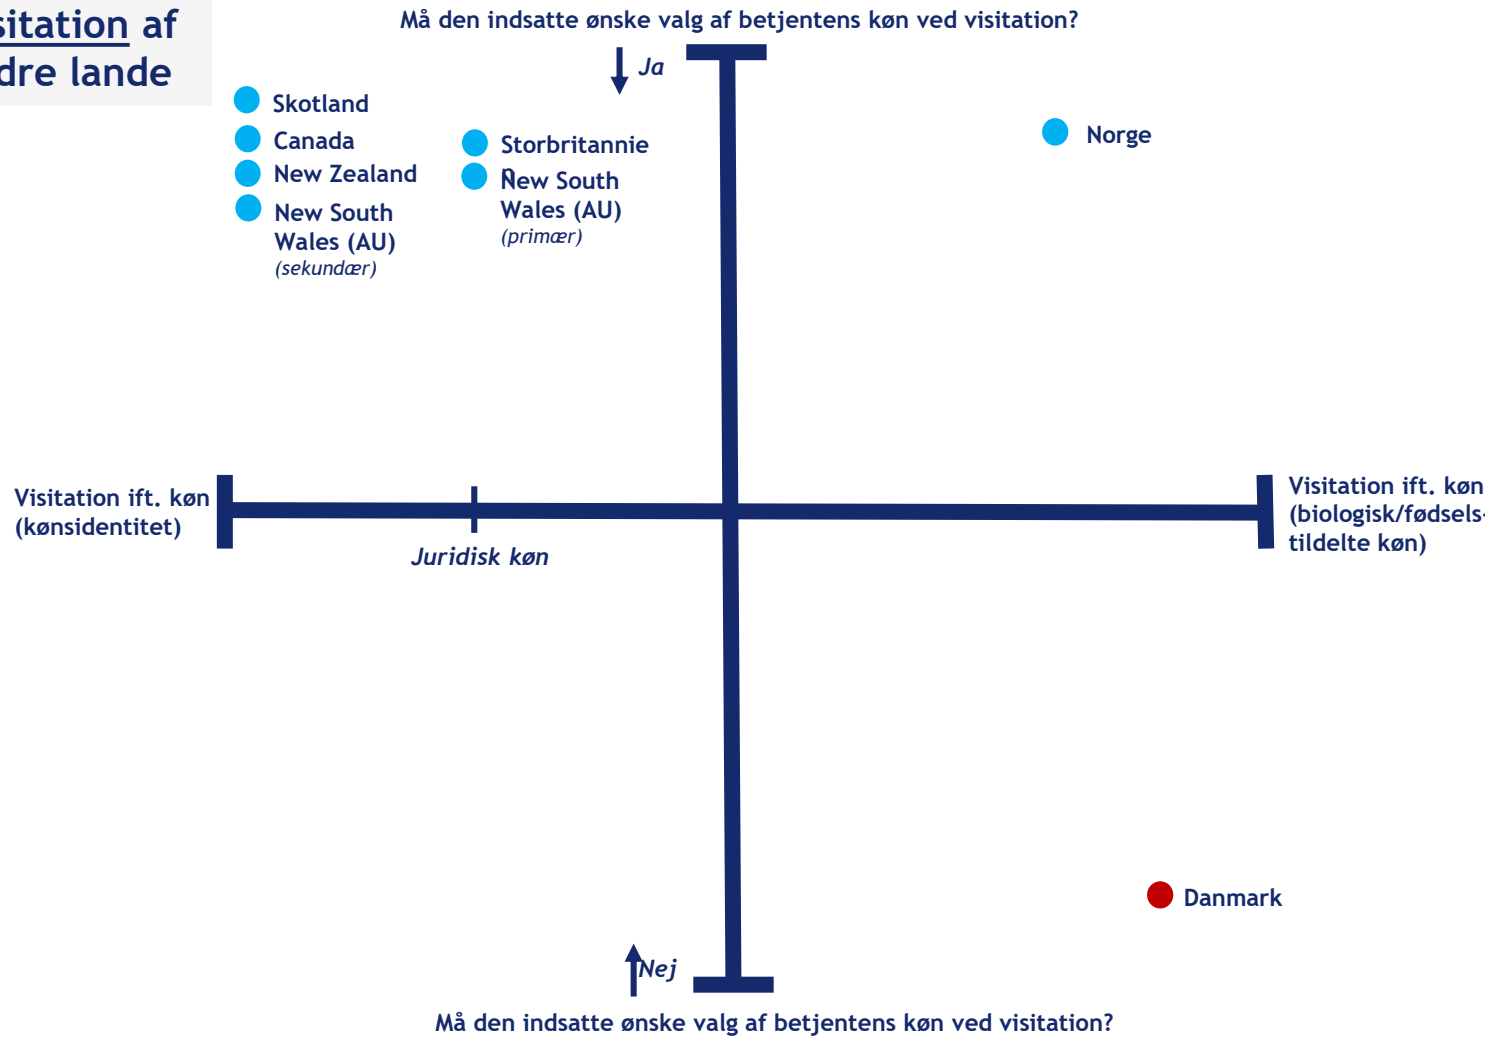 sitation af
dre lande
Må den indsatte ønske valg af betjentens køn ved visitation?
Ja
Skotland
Canada
New Zealand
New South
Wales (AU)
(sekundær)
Storbritannie
n
New South
Wales (AU)
(primær)
Norge
Visitation ift. køn
(kønsidentitet)
Juridisk køn
Visitation ift. køn
(biologisk/fødsels-
tildelte køn)
Danmark
Nej
Må den indsatte ønske valg af betjentens køn ved visitation?